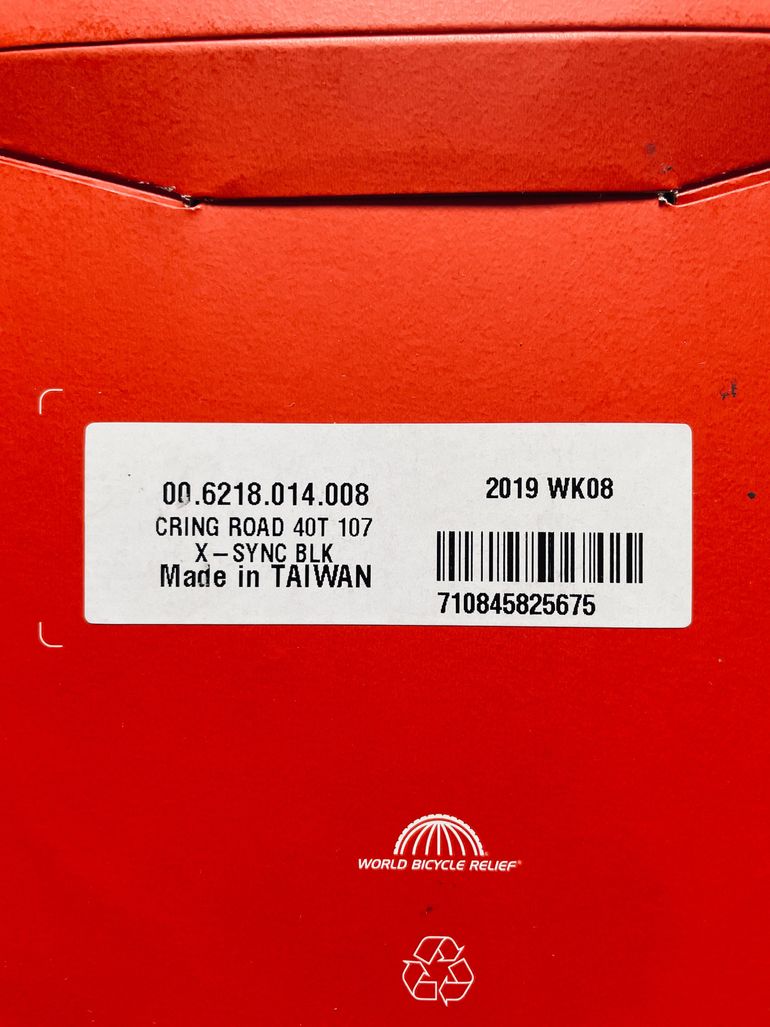 00.6218.014.008
CRING ROAD 40T 107
X-SYNC BLK
Made in TAIWAN
2019 WK08
710845825675
WORLD BICYCLE RELIEF®